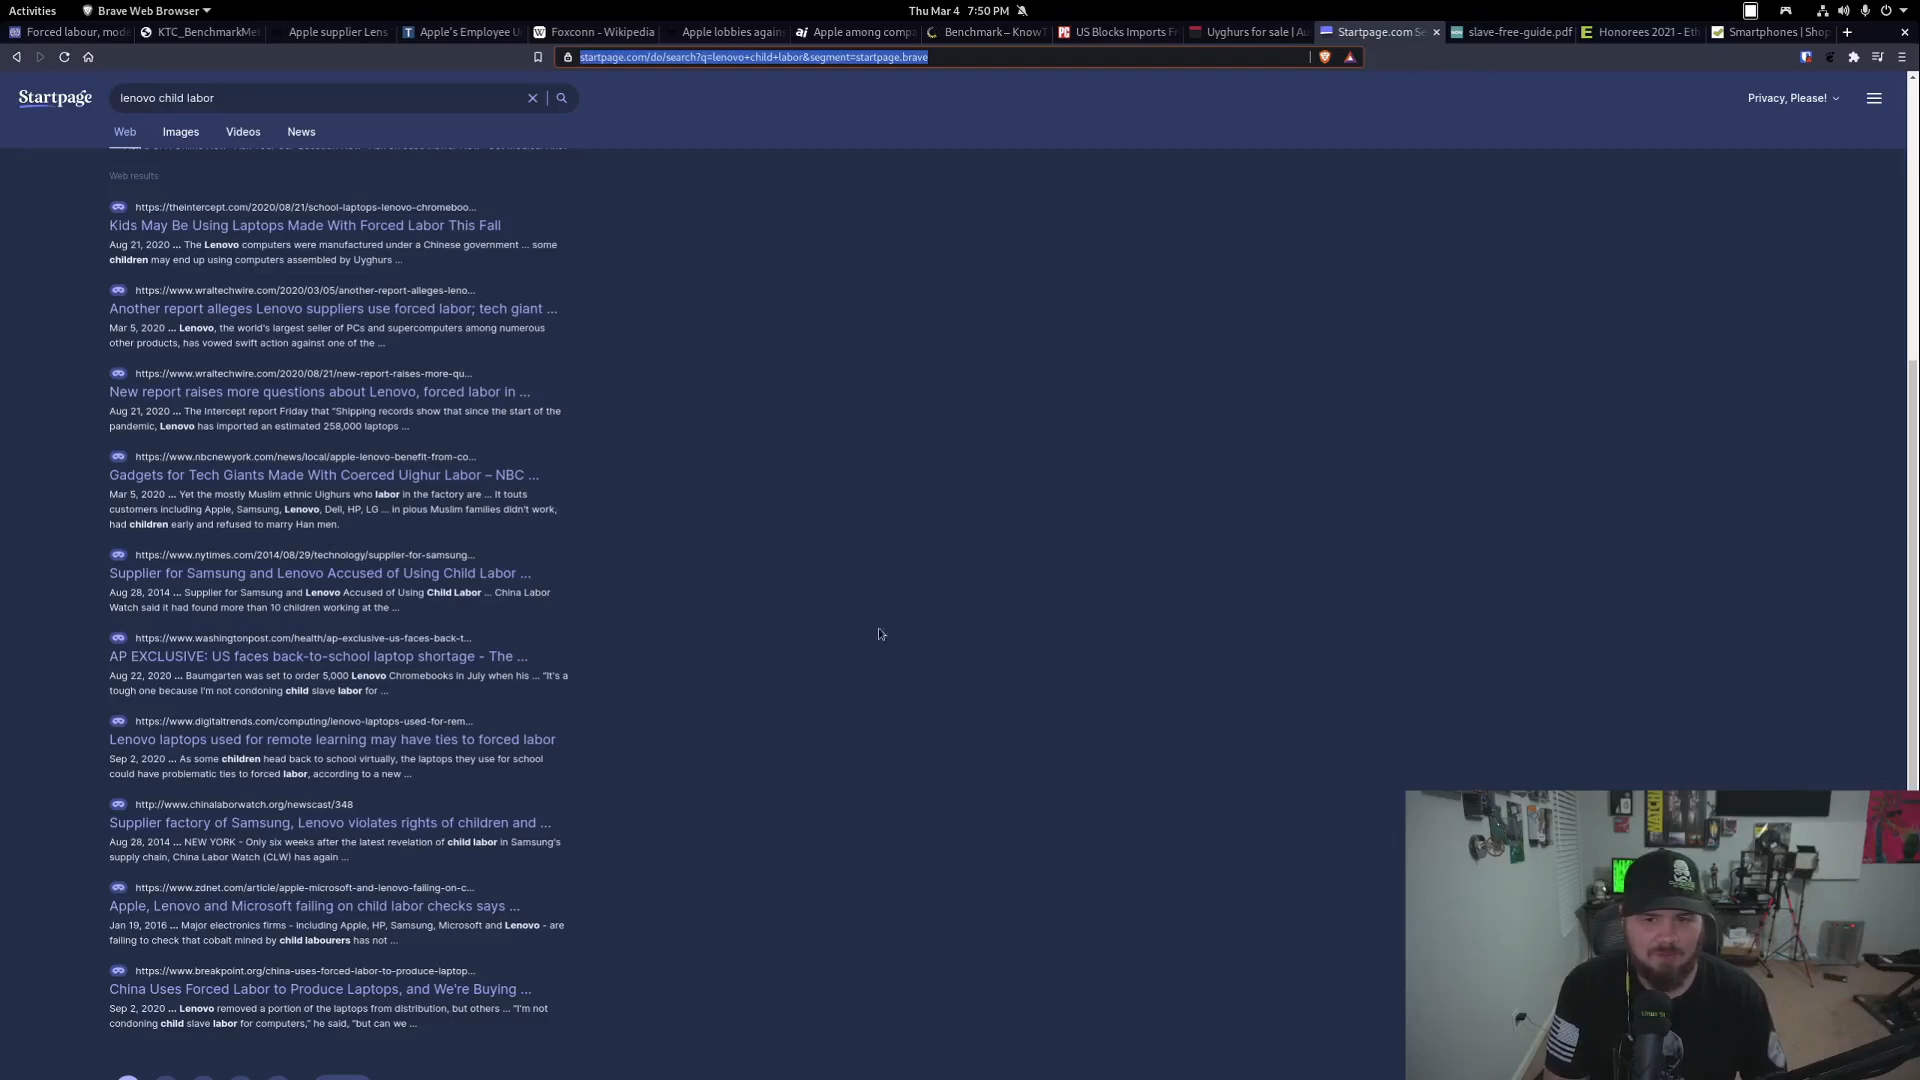 Activities
Brave Web Browser
Thu Mar 4 7:50 PM
Forced labour, mode
KTC_BenchmarkMet
Apple supplier Lens
Apple's Employee U
Foxconn - Wikipedia
Apple lobbies agains
Apple among comp
Benchmark – KnowT
US Blocks Imports Fr
Uyghurs for sale | Au
Startpage.com Se
slave-free-guide.pdf
Honorees 2021 - Eth
Smartphones | Shop
startpage.com/do/search?q=lenovo+child+labor&segment=startpage.brave
Startpage
lenovo child labor
Privacy, Please!
Web
Images
Videos
News
Web results
https://theintercept.com/2020/08/21/school-laptops-lenovo-chromeboo...
Kids May Be Using Laptops Made With Forced Labor This Fall
Aug 21, 2020 ... The Lenovo computers were manufactured under a Chinese government ... some
children may end up using computers assembled by Uyghurs ...
https://www.wraltechwire.com/2020/03/05/another-report-alleges-leno...
Another report alleges Lenovo suppliers use forced labor; tech giant ...
Mar 5, 2020 ... Lenovo, the world's largest seller of PCs and supercomputers among numerous
other products, has vowed swift action against one of the ...
https://www.wraltechwire.com/2020/08/21/new-report-raises-more-qu...
New report raises more questions about Lenovo, forced labor in ...
Aug 21, 2020 ... The Intercept report Friday that "Shipping records show that since the start of the
pandemic, Lenovo has imported an estimated 258,000 laptops ...
https://www.nbcnewyork.com/news/local/apple-lenovo-benefit-from-co...
Gadgets for Tech Giants Made With Coerced Uighur Labor – NBC ...
Mar 5, 2020 ... Yet the mostly Muslim ethnic Uighurs who labor in the factory are ... It touts
customers including Apple, Samsung, Lenovo, Dell, HP, LG ... in pious Muslim families didn't work,
had children early and refused to marry Han men.
https://www.nytimes.com/2014/08/29/technology/supplier-for-samsung...
Supplier for Samsung and Lenovo Accused of Using Child Labor ...
Aug 28, 2014 ... Supplier for Samsung and Lenovo Accused of Using Child Labor ... China Labor
Watch said it had found more than 10 children working at the ...
https://www.washingtonpost.com/health/ap-exclusive-us-faces-back-t...
AP EXCLUSIVE: US faces back-to-school laptop shortage - The ...
Aug 22, 2020 ... Baumgarten was set to order 5,000 Lenovo Chromebooks in July when his ... "It's a
tough one because I'm not condoning child slave labor for ...
https://www.digitaltrends.com/computing/lenovo-laptops-used-for-rem...
Lenovo laptops used for remote learning may have ties to forced labor
Sep 2, 2020 ... As some children head back to school virtually, the laptops they use for school
could have problematic ties to forced labor, according to a new ...
http://www.chinalaborwatch.org/newscast/348
Supplier factory of Samsung, Lenovo violates rights of children and ...
Aug 28, 2014 ... NEW YORK - Only six weeks after the latest revelation of child labor in Samsung's
supply chain, China Labor Watch (CLW) has again ...
https://www.zdnet.com/article/apple-microsoft-and-lenovo-failing-on-c...
Apple, Lenovo and Microsoft failing on child labor checks says ...
Jan 19, 2016 ... Major electronics firms - including Apple, HP, Samsung, Microsoft and Lenovo - are
failing to check that cobalt mined by child labourers has not ...
https://www.breakpoint.org/china-uses-forced-labor-to-produce-laptop...
China Uses Forced Labor to Produce Laptops, and We're Buying ...
Sep 2, 2020 ... Lenovo removed a portion of the laptops from distribution, but others ... "I'm not
condoning child slave labor for computers," he said, "but can we ...